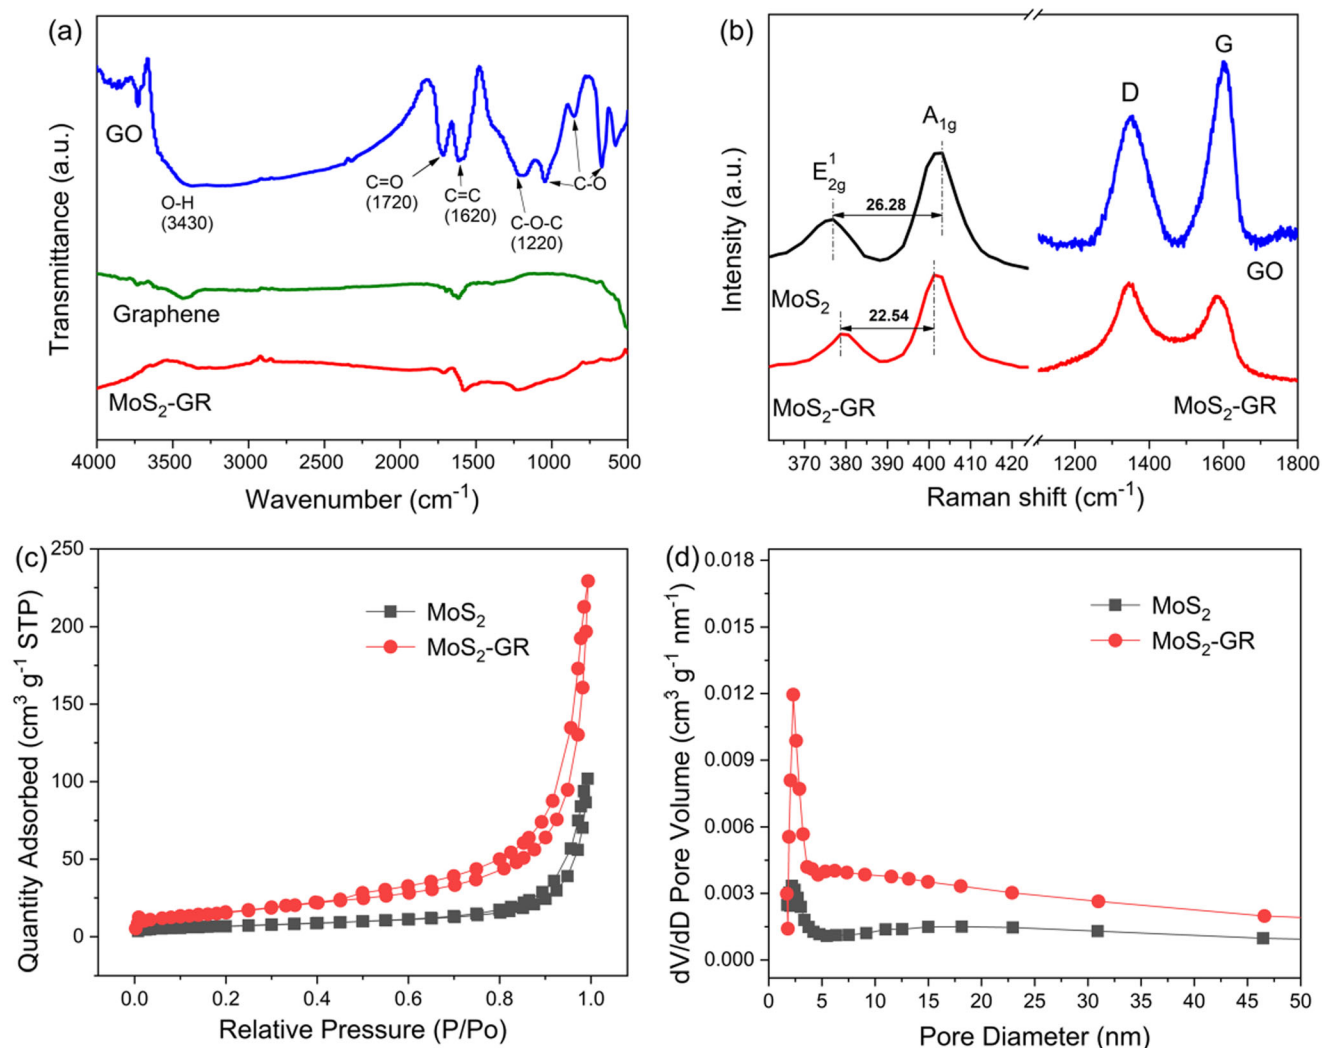 (a)
Transmittance (a.u.)
GO
O-H
(3430)
C=O
(1720)
C=C
(1620)
C-O-C
(1220)
C-O
Graphene
MoS₂-GR
4000 3500 3000 2500 2000 1500 1000 500
Wavenumber (cm⁻¹)
(b)
Intensity (a.u.)
G
D
A₁g
E¹₂g
26.28
GO
MoS₂
22.54
MoS₂-GR
MoS₂-GR
370 380 390 400 410 420 1200 1400 1600 1800
Raman shift (cm⁻¹)
(c)
Quantity Adsorbed (cm³ g⁻¹ STP)
250
200
150
100
50
0
MoS₂
MoS₂-GR
0.0 0.2 0.4 0.6 0.8 1.0
Relative Pressure (P/Po)
(d)
dV/dD Pore Volume (cm³ g⁻¹ nm⁻¹)
0.018
0.015
0.012
0.009
0.006
0.003
0.000
MoS₂
MoS₂-GR
0 5 10 15 20 25 30 35 40 45 50
Pore Diameter (nm)